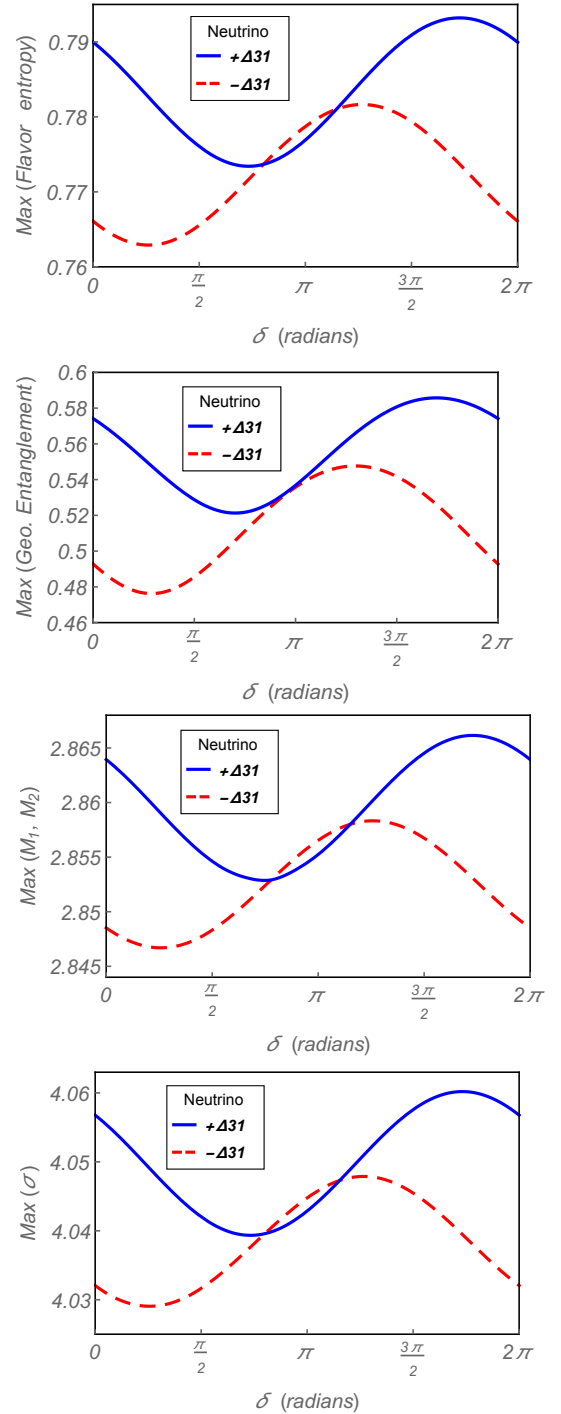 Max (Flavor entropy)
0.79
0.78
0.77
0.76
Neutrino
+Δ31
−Δ31
0 π/2 π 3π/2 2π
δ (radians)
Max (Geo. Entanglement)
0.6
0.58
0.54
0.52
0.5
0.48
0.46
Neutrino
+Δ31
−Δ31
0 π/2 π 3π/2 2π
δ (radians)
Max (M1, M2)
2.865
2.86
2.855
2.85
2.845
Neutrino
+Δ31
−Δ31
0 π/2 π 3π/2 2π
δ (radians)
Max (σ)
4.06
4.05
4.04
4.03
Neutrino
+Δ31
−Δ31
0 π/2 π 3π/2 2π
δ (radians)